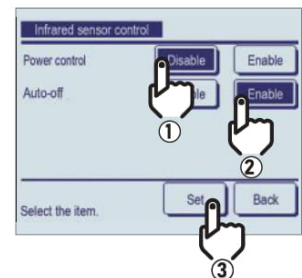 Infrared sensor control
Power control Disable Enable
Auto-off Enable
①
②
Select the item. Set Back
③